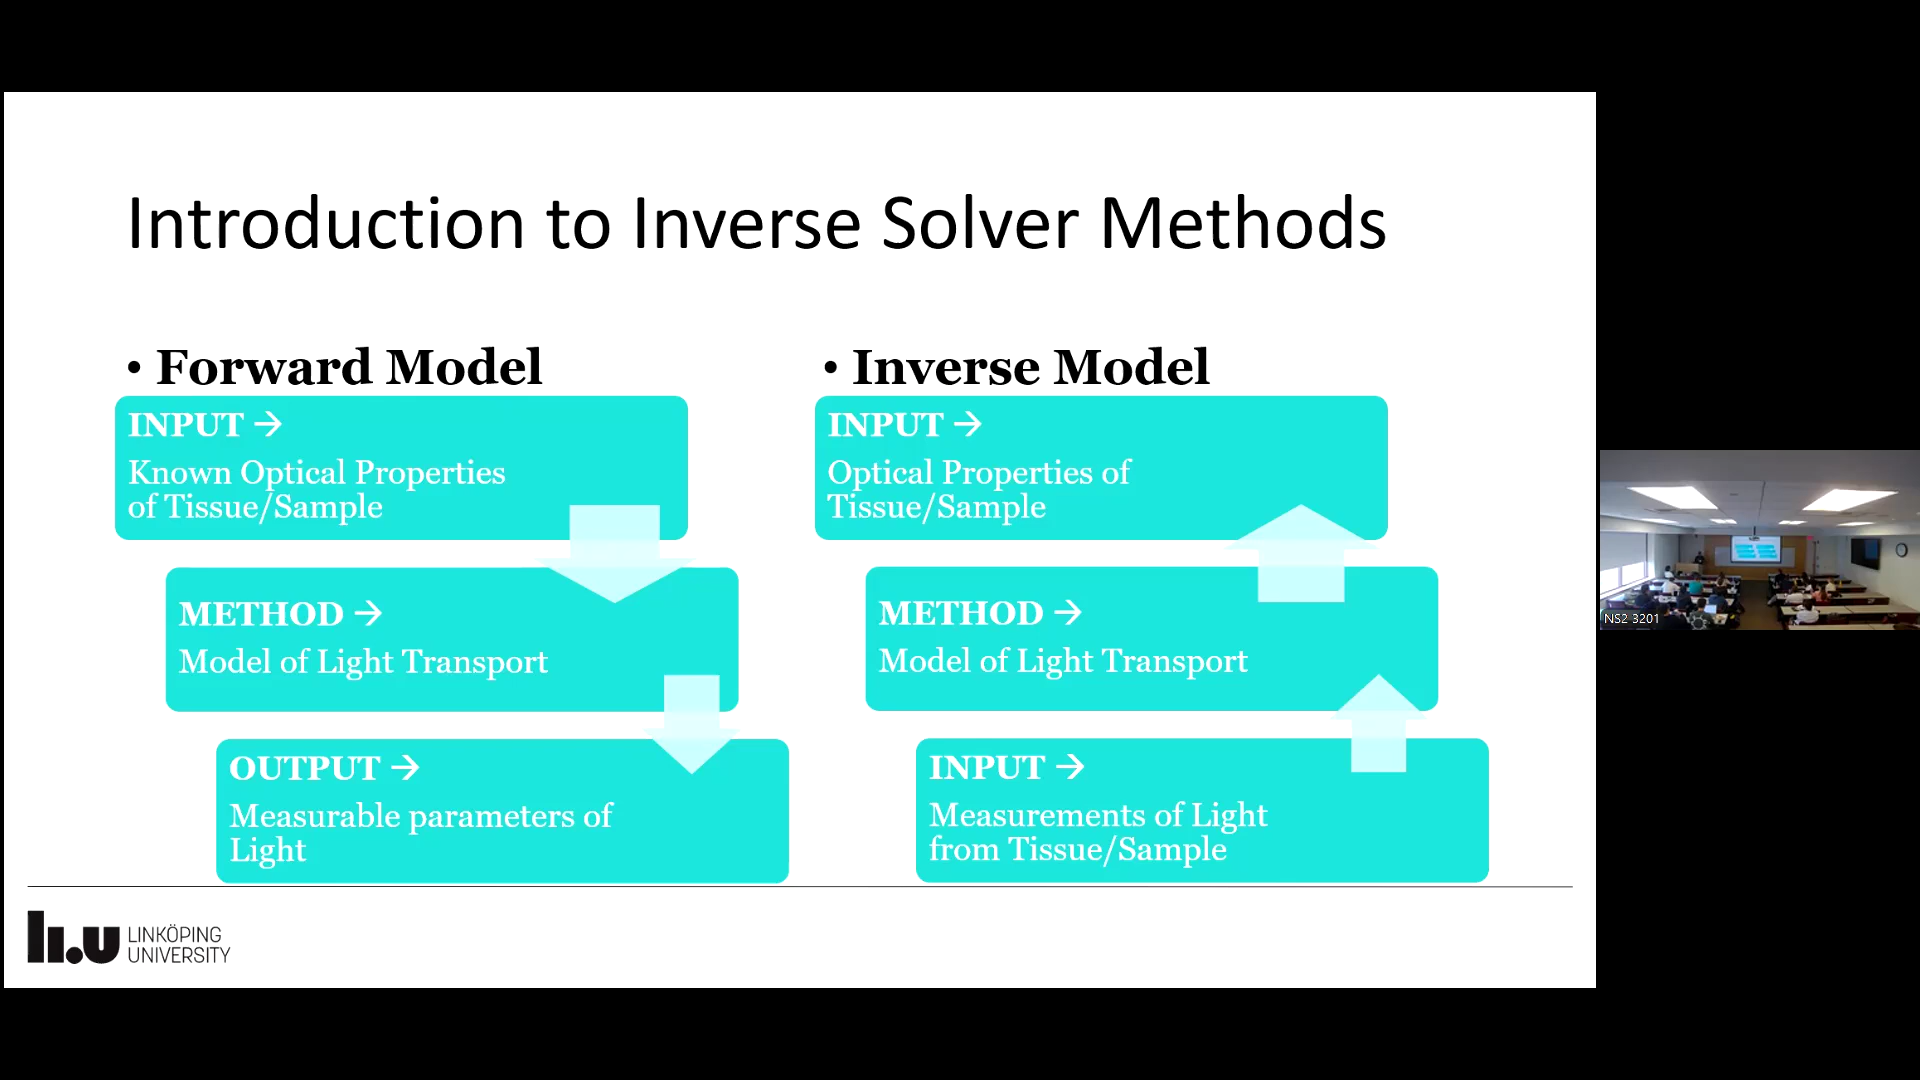 Introduction to Inverse Solver Methods
• Forward Model
INPUT →
Known Optical Properties
of Tissue/Sample
METHOD →
Model of Light Transport
OUTPUT →
Measurable parameters of
Light
• Inverse Model
INPUT →
Optical Properties of
Tissue/Sample
METHOD →
Model of Light Transport
INPUT →
Measurements of Light
from Tissue/Sample
li.u LINKÖPING
UNIVERSITY
NS2 3201